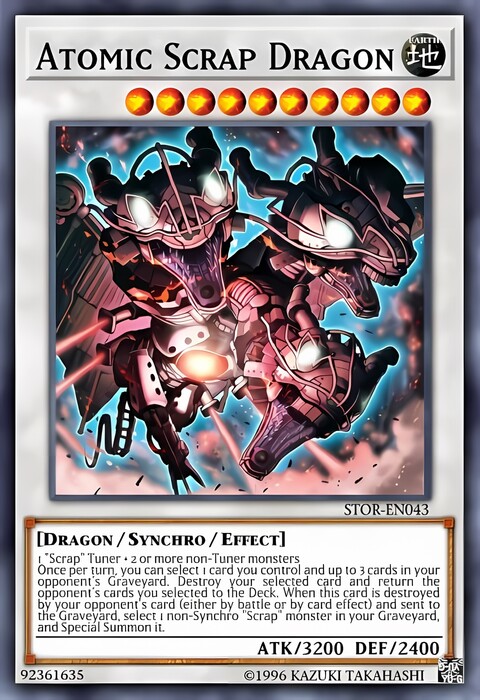 ATOMIC SCRAP DRAGON
EARTH
地
STOR-EN043
[DRAGON / SYNCHRO / EFFECT]
1 "Scrap" Tuner + 2 or more non-Tuner monsters
Once per turn, you can select 1 card you control and up to 3 cards in your
opponent's Graveyard. Destroy your selected card and return the
opponent's cards you selected to the Deck. When this card is destroyed
by your opponent's card (either by battle or by card effect) and sent to
the Graveyard, select 1 non-Synchro "Scrap" monster in your Graveyard,
and Special Summon it.
ATK/3200 DEF/2400
92361635
©1996 KAZUKI TAKAHASHI